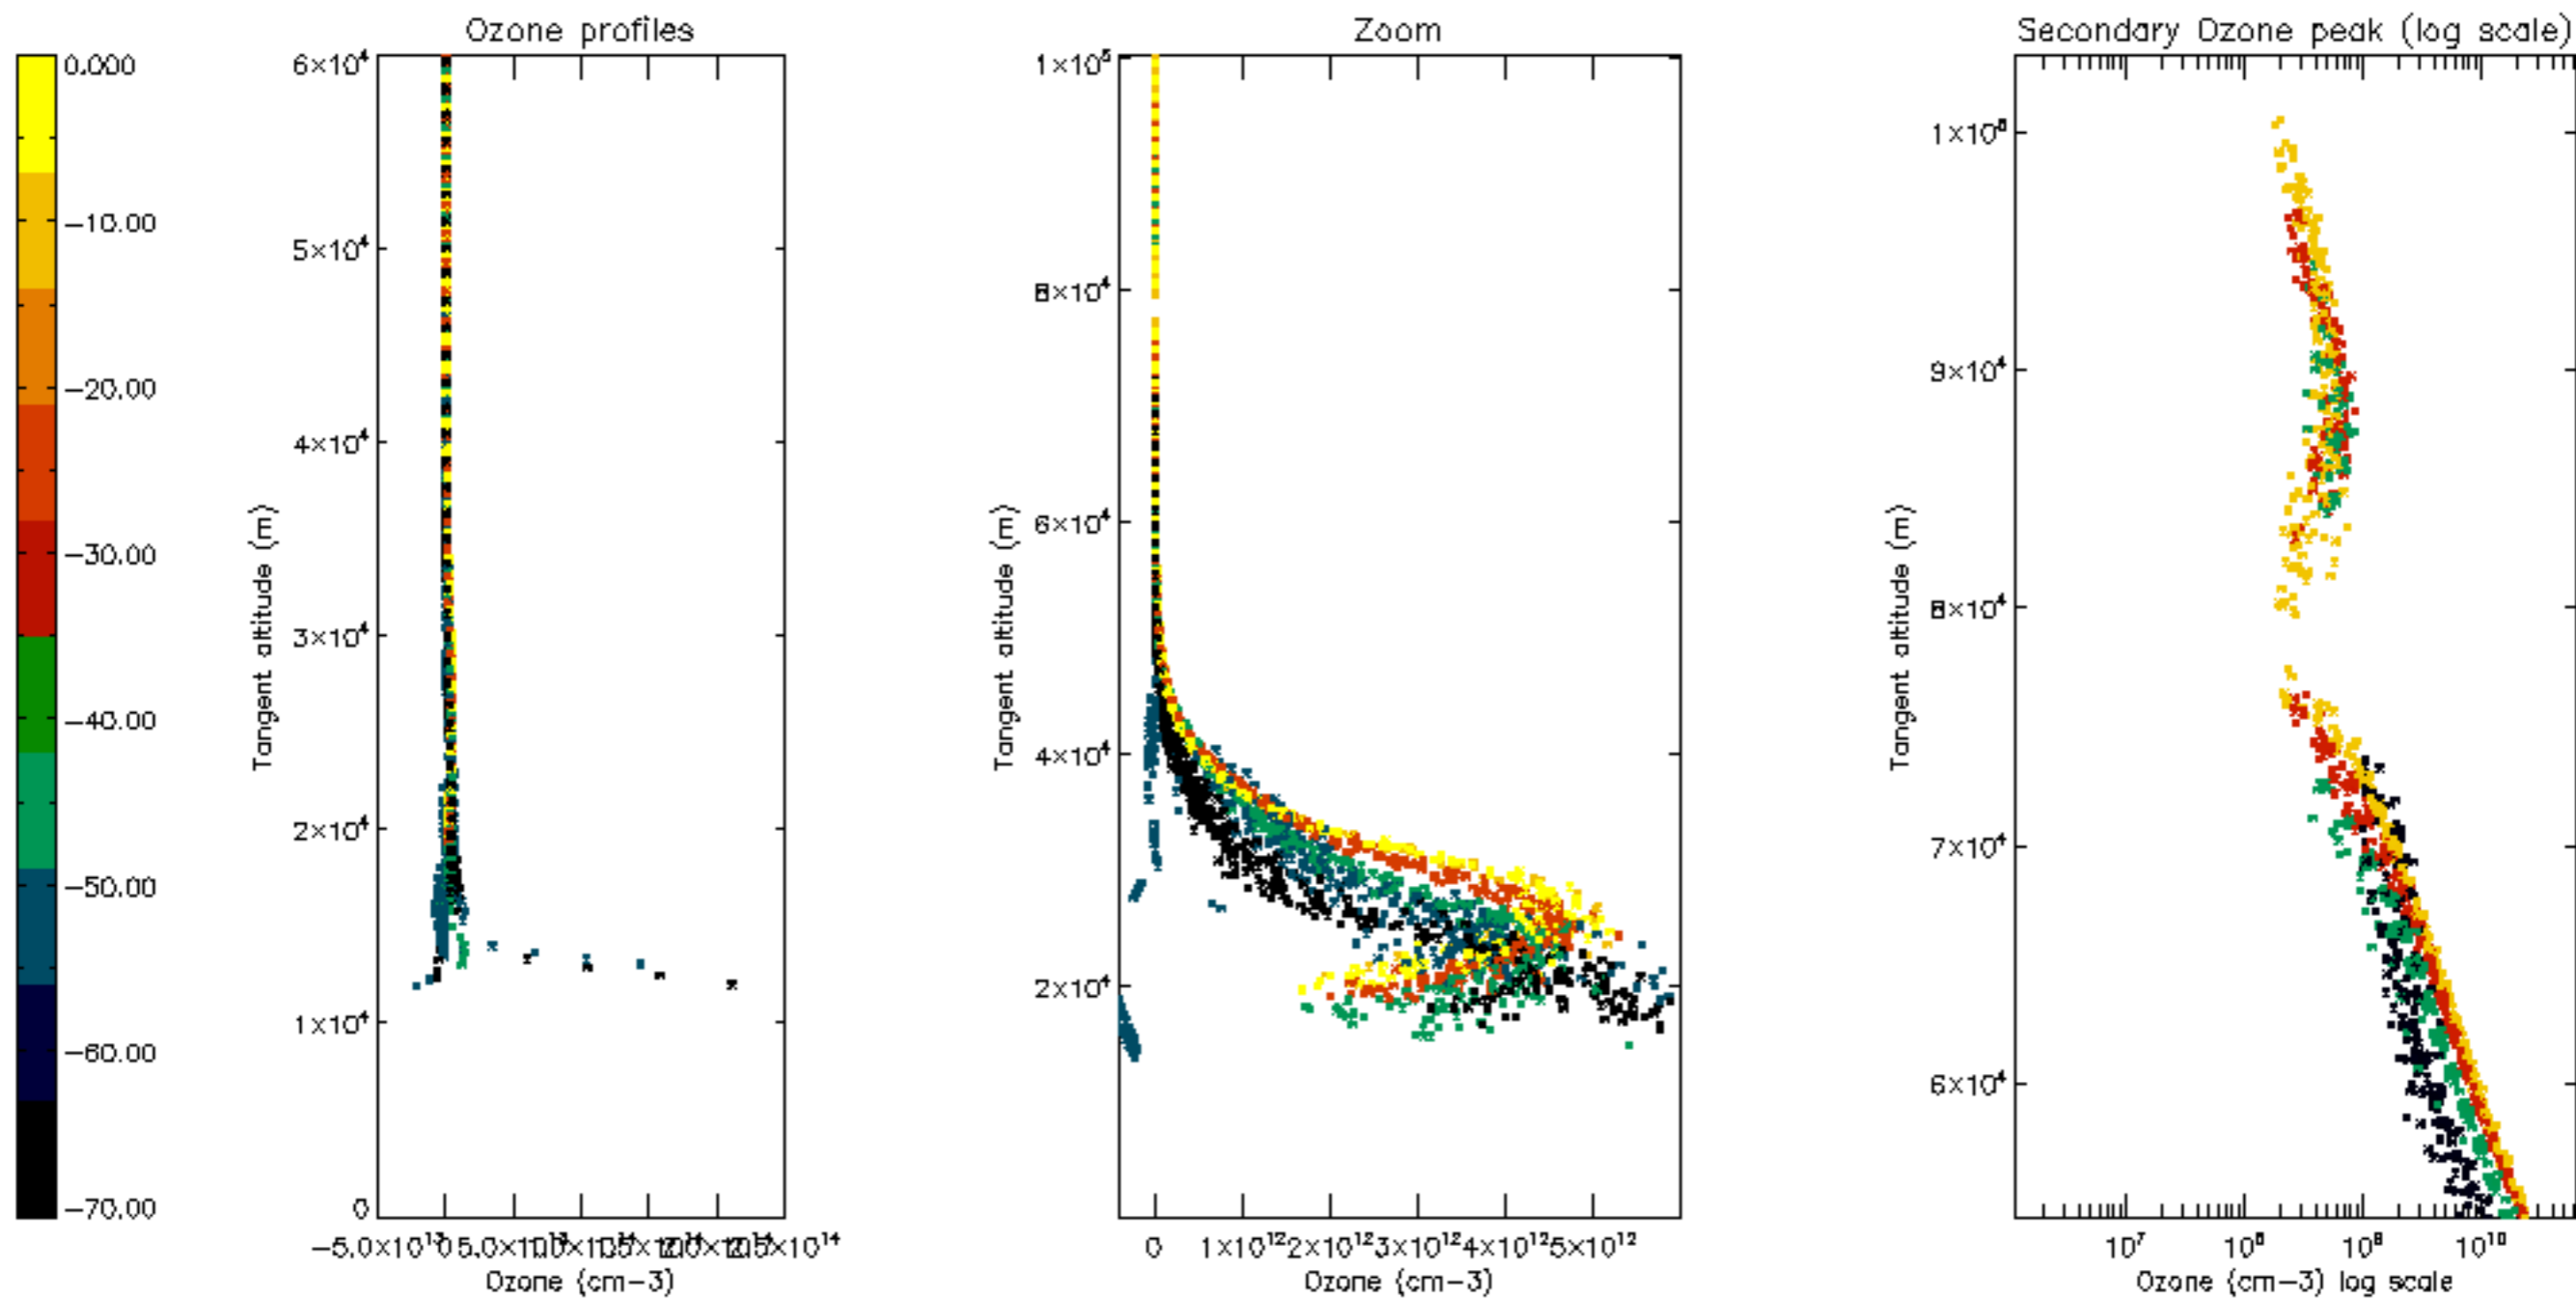 Ozone profiles
Zoom
Secondary Ozone peak (log scale)
0.000
-10.00
-20.00
-30.00
-40.00
-50.00
-60.00
-70.00
Tangent altitude (m)
6×10⁴
5×10⁴
4×10⁴
3×10⁴
2×10⁴
1×10⁴
0
-5.0×10¹³
Ozone (cm-3)
Tangent altitude (m)
1×10⁵
8×10⁴
6×10⁴
4×10⁴
2×10⁴
0 1×10¹² 2×10¹² 3×10¹² 4×10¹² 5×10¹²
Ozone (cm-3)
Tangent altitude (m)
9×10⁴
8×10⁴
7×10⁴
6×10⁴
10⁷ 10⁸ 10⁹ 10¹⁰
Ozone (cm-3) log scale